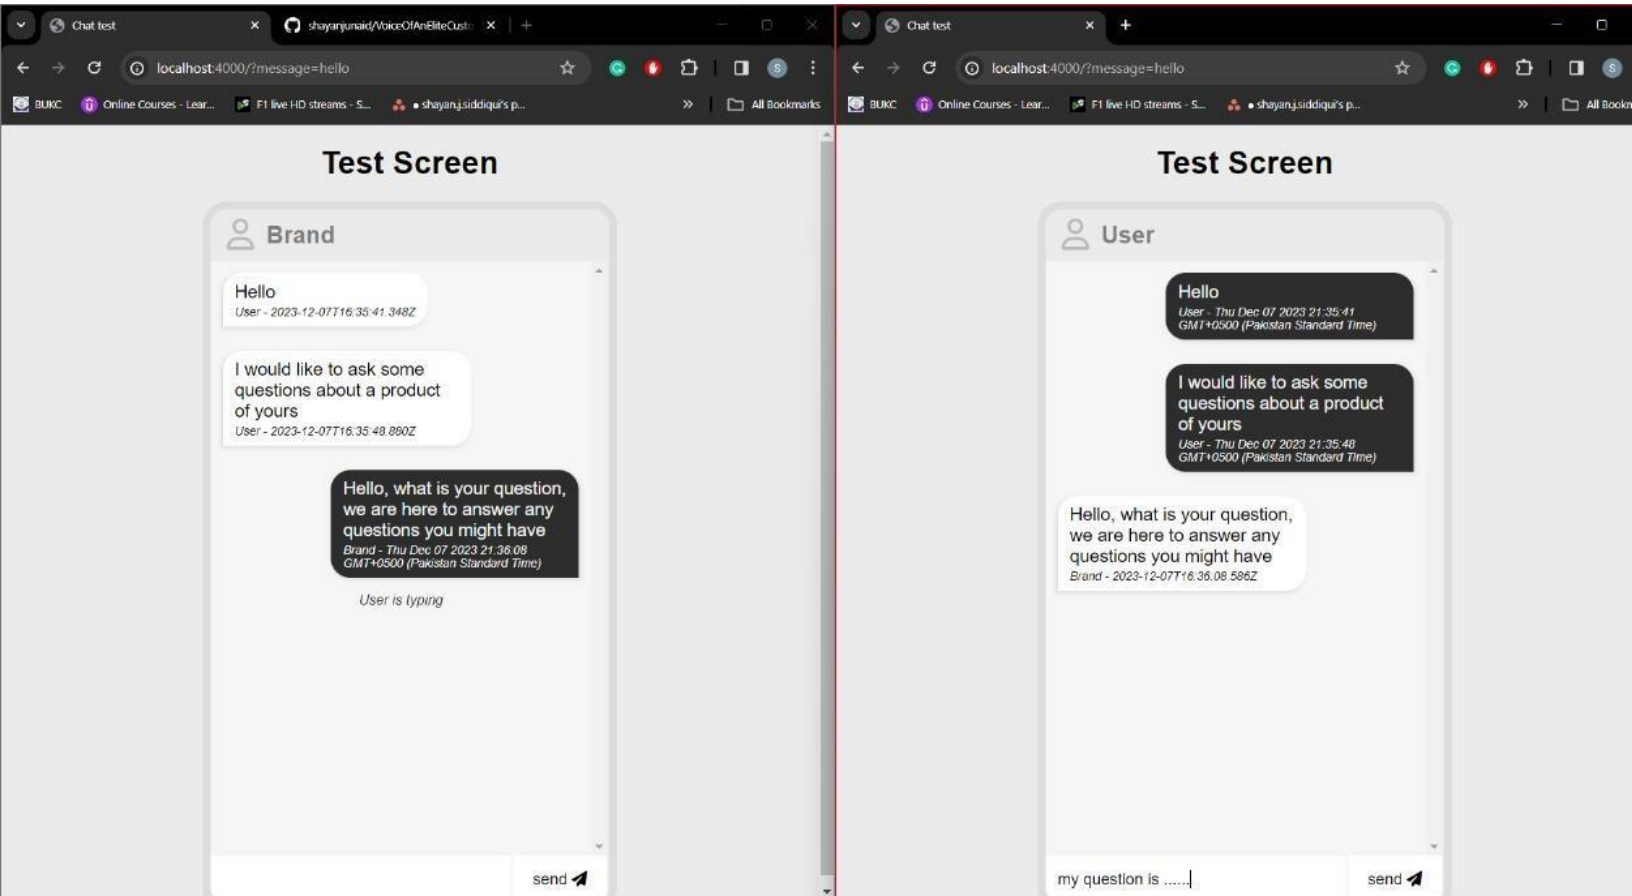 Chat test
shayanjunaid/VoiceOfAnEliteCusto
localhost:4000/?message=hello
BUKC
Online Courses - Lear...
F1 live HD streams - S...
shayan.j.siddiqui's p...
All Bookmarks
Test Screen
Brand
Hello
User - 2023-12-07T16:35:41.348Z
I would like to ask some
questions about a product
of yours
User - 2023-12-07T16:35:48.880Z
Hello, what is your question,
we are here to answer any
questions you might have
Brand - Thu Dec 07 2023 21:36:08
GMT+0500 (Pakistan Standard Time)
User is typing
send
Chat test
localhost:4000/?message=hello
BUKC
Online Courses - Lear...
F1 live HD streams - S...
shayan.j.siddiqui's p...
All Bookm
Test Screen
User
Hello
User - Thu Dec 07 2023 21:35:41
GMT+0500 (Pakistan Standard Time)
I would like to ask some
questions about a product
of yours
User - Thu Dec 07 2023 21:35:48
GMT+0500 (Pakistan Standard Time)
Hello, what is your question,
we are here to answer any
questions you might have
Brand - 2023-12-07T16:36:08.586Z
my question is ......
send